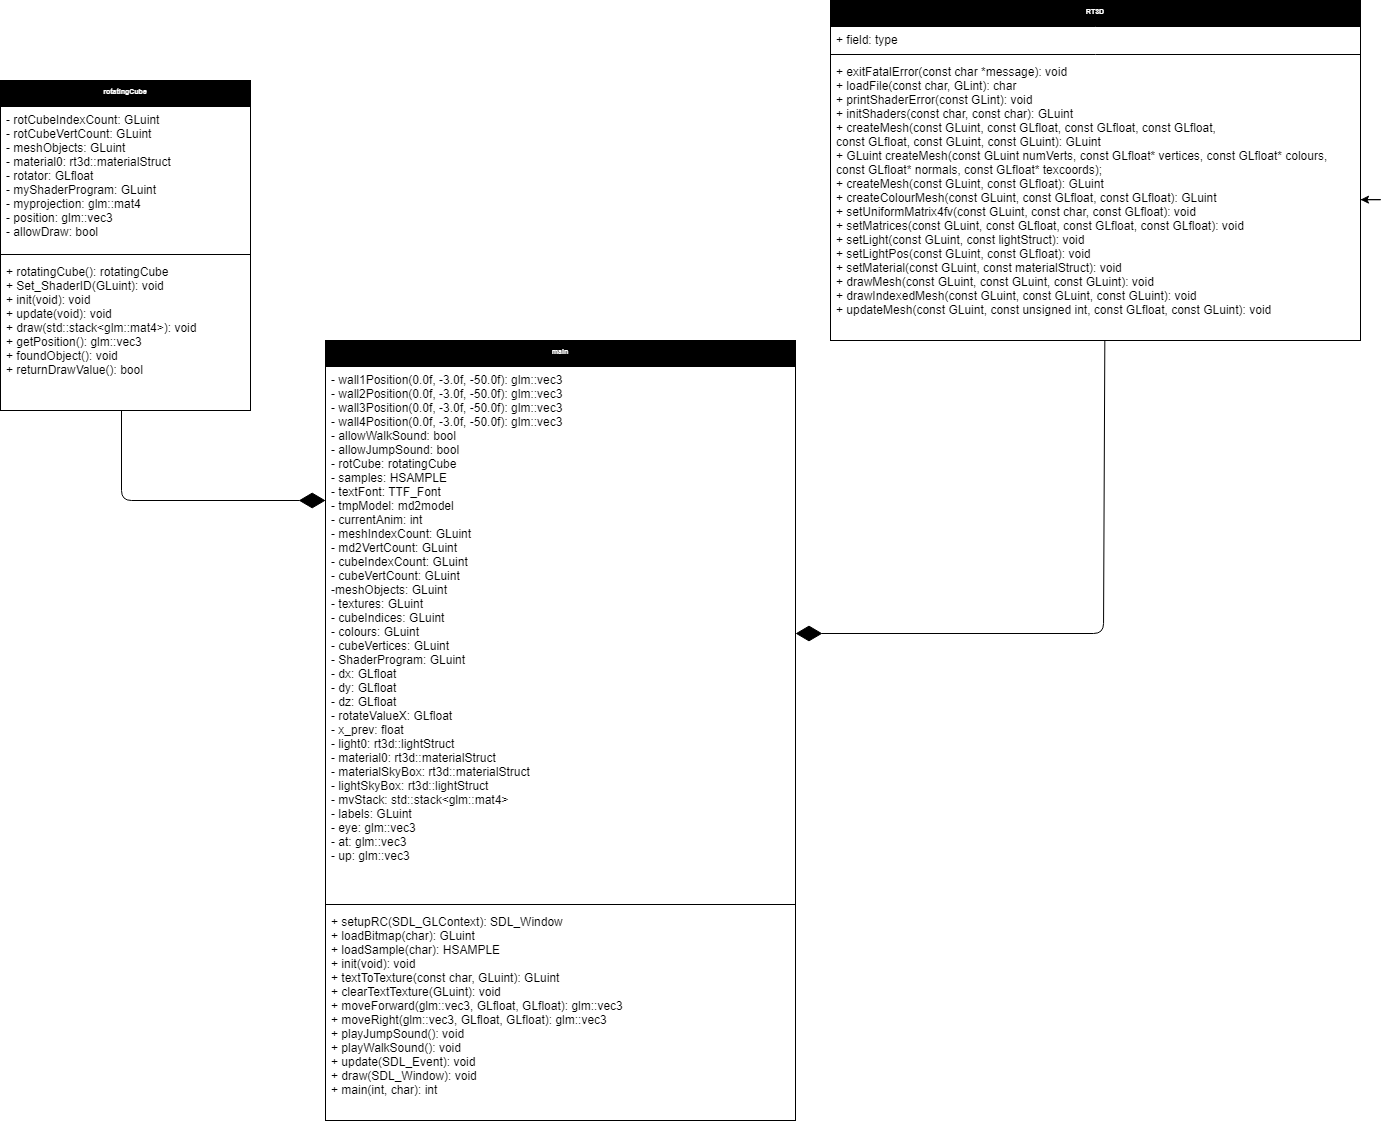 rotatingCube
- rotCubeIndexCount: GLuint
- rotCubeVertCount: GLuint
- meshObjects: GLuint
- material0: rt3d::materialStruct
- rotator: GLfloat
- myShaderProgram: GLuint
- myprojection: glm::mat4
- position: glm::vec3
- allowDraw: bool
+ rotatingCube(): rotatingCube
+ Set_ShaderID(GLuint): void
+ init(void): void
+ update(void): void
+ draw(std::stack<glm::mat4>): void
+ getPosition(): glm::vec3
+ foundObject(): void
+ returnDrawValue(): bool
main
- wall1Position(0.0f, -3.0f, -50.0f): glm::vec3
- wall2Position(0.0f, -3.0f, -50.0f): glm::vec3
- wall3Position(0.0f, -3.0f, -50.0f): glm::vec3
- wall4Position(0.0f, -3.0f, -50.0f): glm::vec3
- allowWalkSound: bool
- allowJumpSound: bool
- rotCube: rotatingCube
- samples: HSAMPLE
- textFont: TTF_Font
- tmpModel: md2model
- currentAnim: int
- meshIndexCount: GLuint
- md2VertCount: GLuint
- cubeIndexCount: GLuint
- cubeVertCount: GLuint
-meshObjects: GLuint
- textures: GLuint
- cubeIndices: GLuint
- colours: GLuint
- cubeVertices: GLuint
- ShaderProgram: GLuint
- dx: GLfloat
- dy: GLfloat
- dz: GLfloat
- rotateValueX: GLfloat
- x_prev: float
- light0: rt3d::lightStruct
- material0: rt3d::materialStruct
- materialSkyBox: rt3d::materialStruct
- lightSkyBox: rt3d::lightStruct
- mvStack: std::stack<glm::mat4>
- labels: GLuint
- eye: glm::vec3
- at: glm::vec3
- up: glm::vec3
+ setupRC(SDL_GLContext): SDL_Window
+ loadBitmap(char): GLuint
+ loadSample(char): HSAMPLE
+ init(void): void
+ textToTexture(const char, GLuint): GLuint
+ clearTextTexture(GLuint): void
+ moveForward(glm::vec3, GLfloat, GLfloat): glm::vec3
+ moveRight(glm::vec3, GLfloat, GLfloat): glm::vec3
+ playJumpSound(): void
+ playWalkSound(): void
+ update(SDL_Event): void
+ draw(SDL_Window): void
+ main(int, char): int
RT3D
+ field: type
+ exitFatalError(const char *message): void
+ loadFile(const char, GLint): char
+ printShaderError(const GLint): void
+ initShaders(const char, const char): GLuint
+ createMesh(const GLuint, const GLfloat, const GLfloat, const GLfloat,
const GLfloat, const GLuint, const GLuint): GLuint
+ GLuint createMesh(const GLuint numVerts, const GLfloat* vertices, const GLfloat* colours,
const GLfloat* normals, const GLfloat* texcoords);
+ createMesh(const GLuint, const GLfloat): GLuint
+ createColourMesh(const GLuint, const GLfloat, const GLfloat): GLuint
+ setUniformMatrix4fv(const GLuint, const char, const GLfloat): void
+ setMatrices(const GLuint, const GLfloat, const GLfloat, const GLfloat): void
+ setLight(const GLuint, const lightStruct): void
+ setLightPos(const GLuint, const GLfloat): void
+ setMaterial(const GLuint, const materialStruct): void
+ drawMesh(const GLuint, const GLuint, const GLuint): void
+ drawIndexedMesh(const GLuint, const GLuint, const GLuint): void
+ updateMesh(const GLuint, const unsigned int, const GLfloat, const GLuint): void